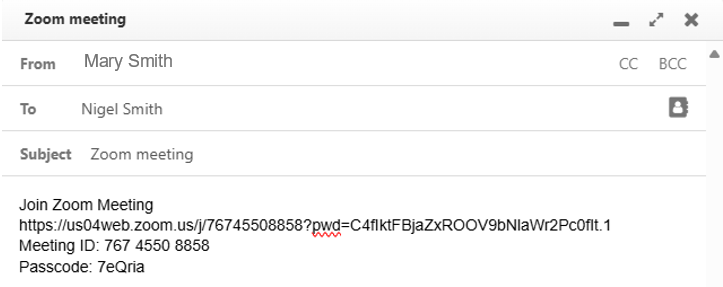 Zoom meeting
From Mary Smith CC BCC
To Nigel Smith
Subject Zoom meeting
Join Zoom Meeting
https://us04web.zoom.us/j/76745508858?pwd=C4fIktFBjaZxROOV9bNIaWr2Pc0fIt.1
Meeting ID: 767 4550 8858
Passcode: 7eQria